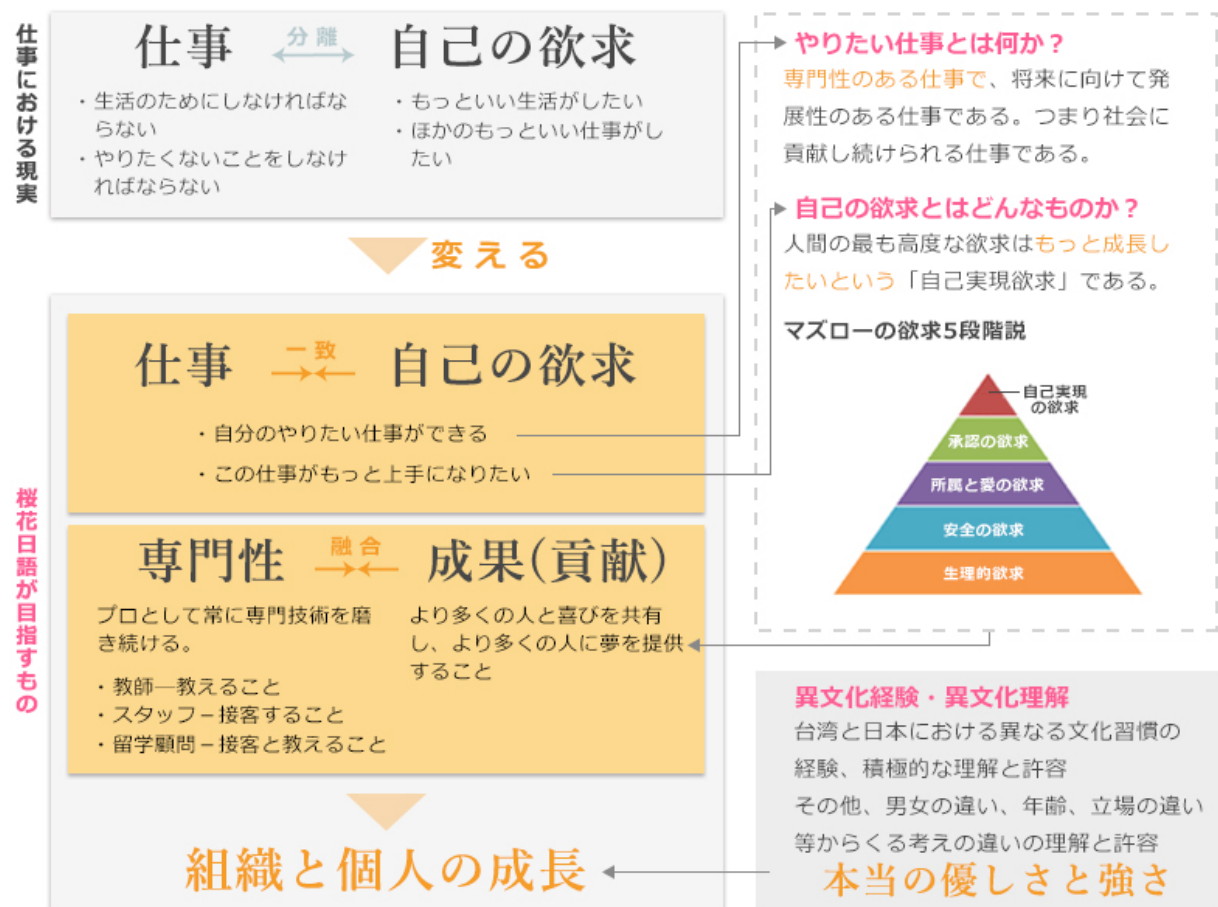 仕事における現実
仕事 分離 自己の欲求
・生活のためにしなければな
らない
・やりたくないことをしなけ
ればならない
・もっといい生活がしたい
・ほかのもっといい仕事がし
たい
変える
桜花日語が目指すもの
仕事 一致 自己の欲求
・自分のやりたい仕事ができる
・この仕事がもっと上手になりたい
専門性 融合 成果(貢献)
プロとして常に専門技術を磨
き続ける。
・教師―教えること
・スタッフ－接客すること
・留学顧問－接客と教えること
より多くの人と喜びを共有
し、より多くの人に夢を提供
すること
組織と個人の成長
やりたい仕事とは何か？
専門性のある仕事で、将来に向けて発
展性のある仕事である。つまり社会に
貢献し続けられる仕事である。
自己の欲求とはどんなものか？
人間の最も高度な欲求はもっと成長し
たいという「自己実現欲求」である。
マズローの欲求5段階説
自己実現
の欲求
承認の欲求
所属と愛の欲求
安全の欲求
生理的欲求
異文化経験・異文化理解
台湾と日本における異なる文化習慣の
経験、積極的な理解と許容
その他、男女の違い、年齢、立場の違い
等からくる考えの違いの理解と許容
本当の優しさと強さ